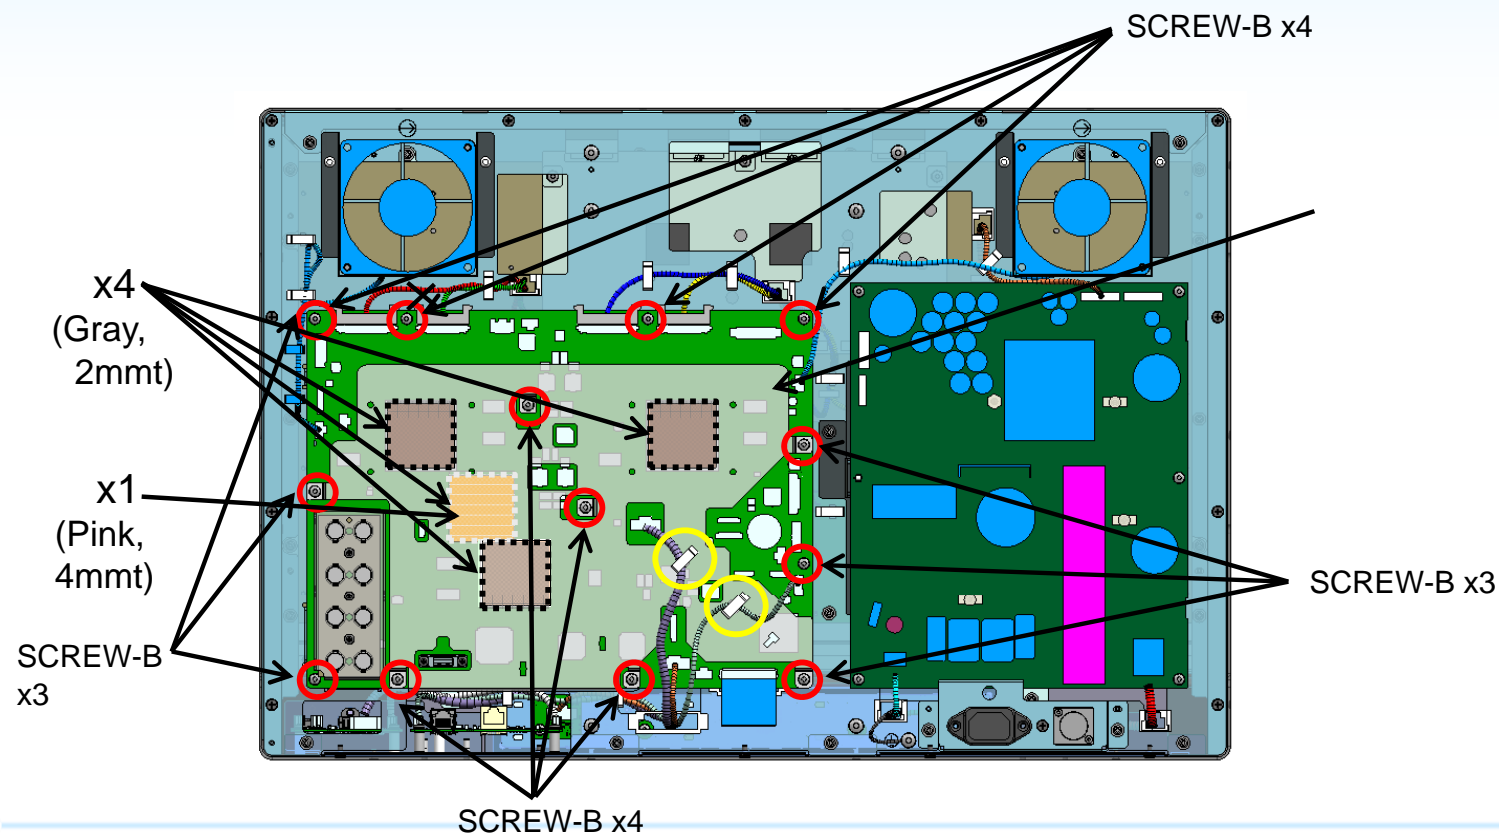 SCREW-B x4
x4
(Gray,
2mmt)
x1
(Pink,
4mmt)
SCREW-B
x3
SCREW-B x3
SCREW-B x4